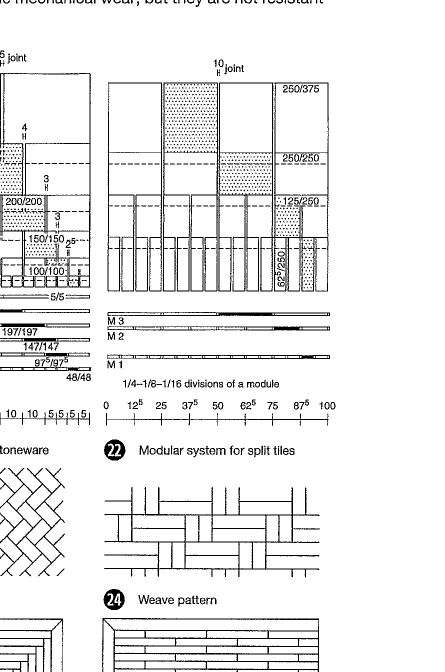 mechanical wear, but they are not resistant
joint
10
joint
4
3
3
2⁵
200/200
150/150
100/100
5/5
197/197
147/147
97⁵/97⁵
48/48
10 10 5 5 5 5
250/375
250/250
125/250
62⁵/250
M 3
M 2
M 1
1/4–1/6–1/16 divisions of a module
0 12⁵ 25 37⁵ 50 62⁵ 75 87⁵ 100
22 Modular system for split tiles
24 Weave pattern